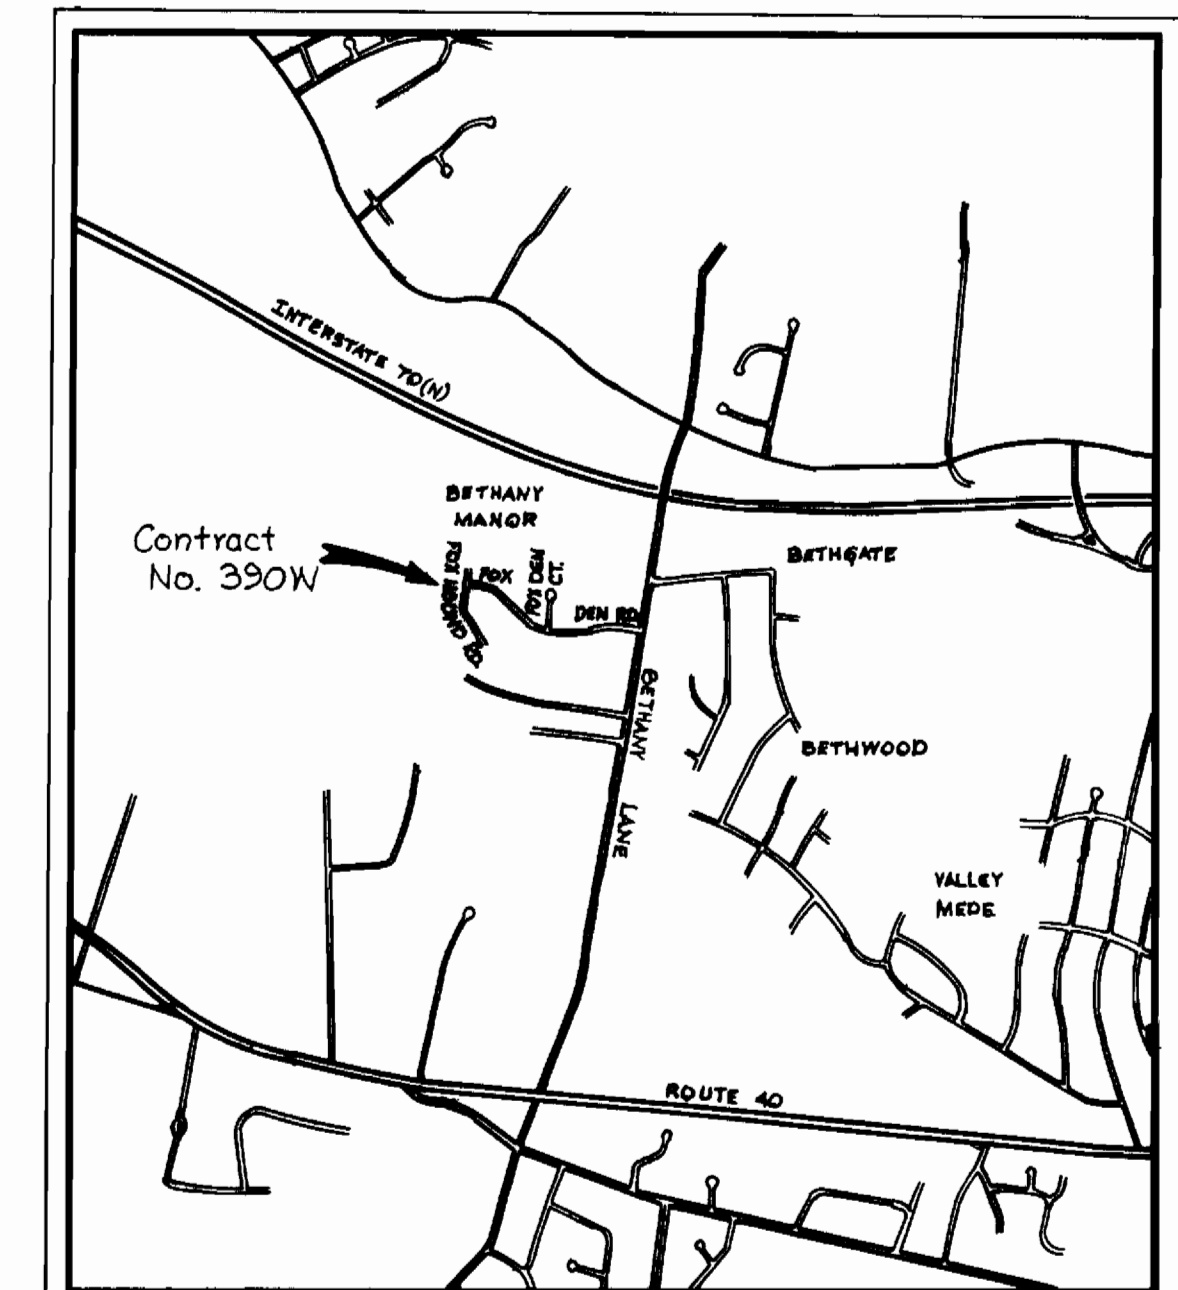 INTERSTATE 70(N)
BETHANY
MANOR
Contract
No. 390W
BETHGATE
FOX
FOX DEN
CT.
DEN RD.
BETHANY
LANE
BETHWOOD
VALLEY
MEDE
ROUTE 40